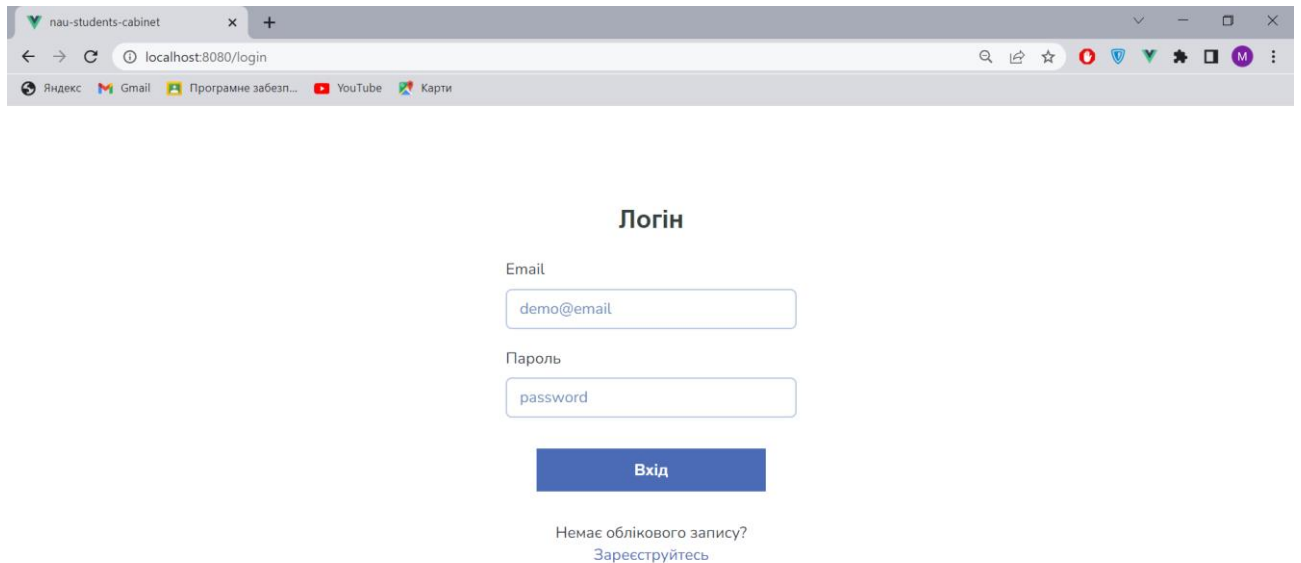 nau-students-cabinet
localhost:8080/login
M
Яндекс Gmail Програмне забезп... YouTube Карти
Логін
Email
demo@email
Пароль
password
Вхід
Немає облікового запису?
Зареєструйтесь